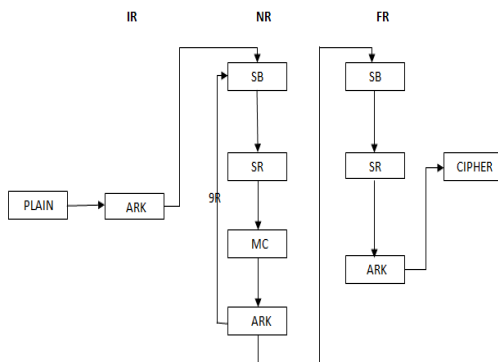 IR NR FR
SB SB
SR SR CIPHER
PLAIN ARK 9R
MC
ARK
ARK